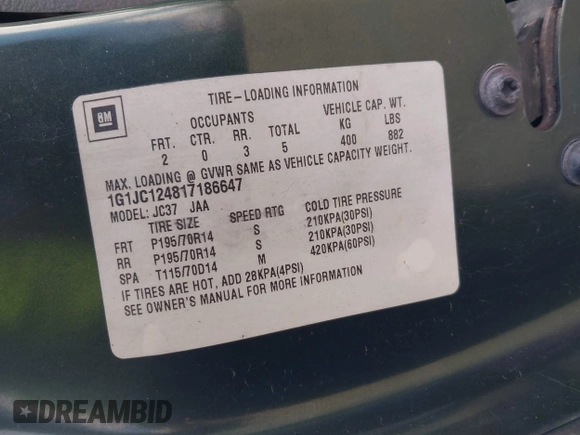 GM
TIRE-LOADING INFORMATION
OCCUPANTS VEHICLE CAP. WT.
FRT. CTR. RR. TOTAL KG LBS
2 0 3 5 400 882
MAX. LOADING @ GVWR SAME AS VEHICLE CAPACITY WEIGHT.
1G1JC124817186647
MODEL: JC37 JAA
TIRE SIZE SPEED RTG COLD TIRE PRESSURE
FRT P195/70R14 S 210KPA(30PSI)
RR P195/70R14 S 210KPA(30PSI)
SPA T115/70D14 M 420KPA(60PSI)
IF TIRES ARE HOT, ADD 28KPA(4PSI)
SEE OWNER'S MANUAL FOR MORE INFORMATION
DREAMBID